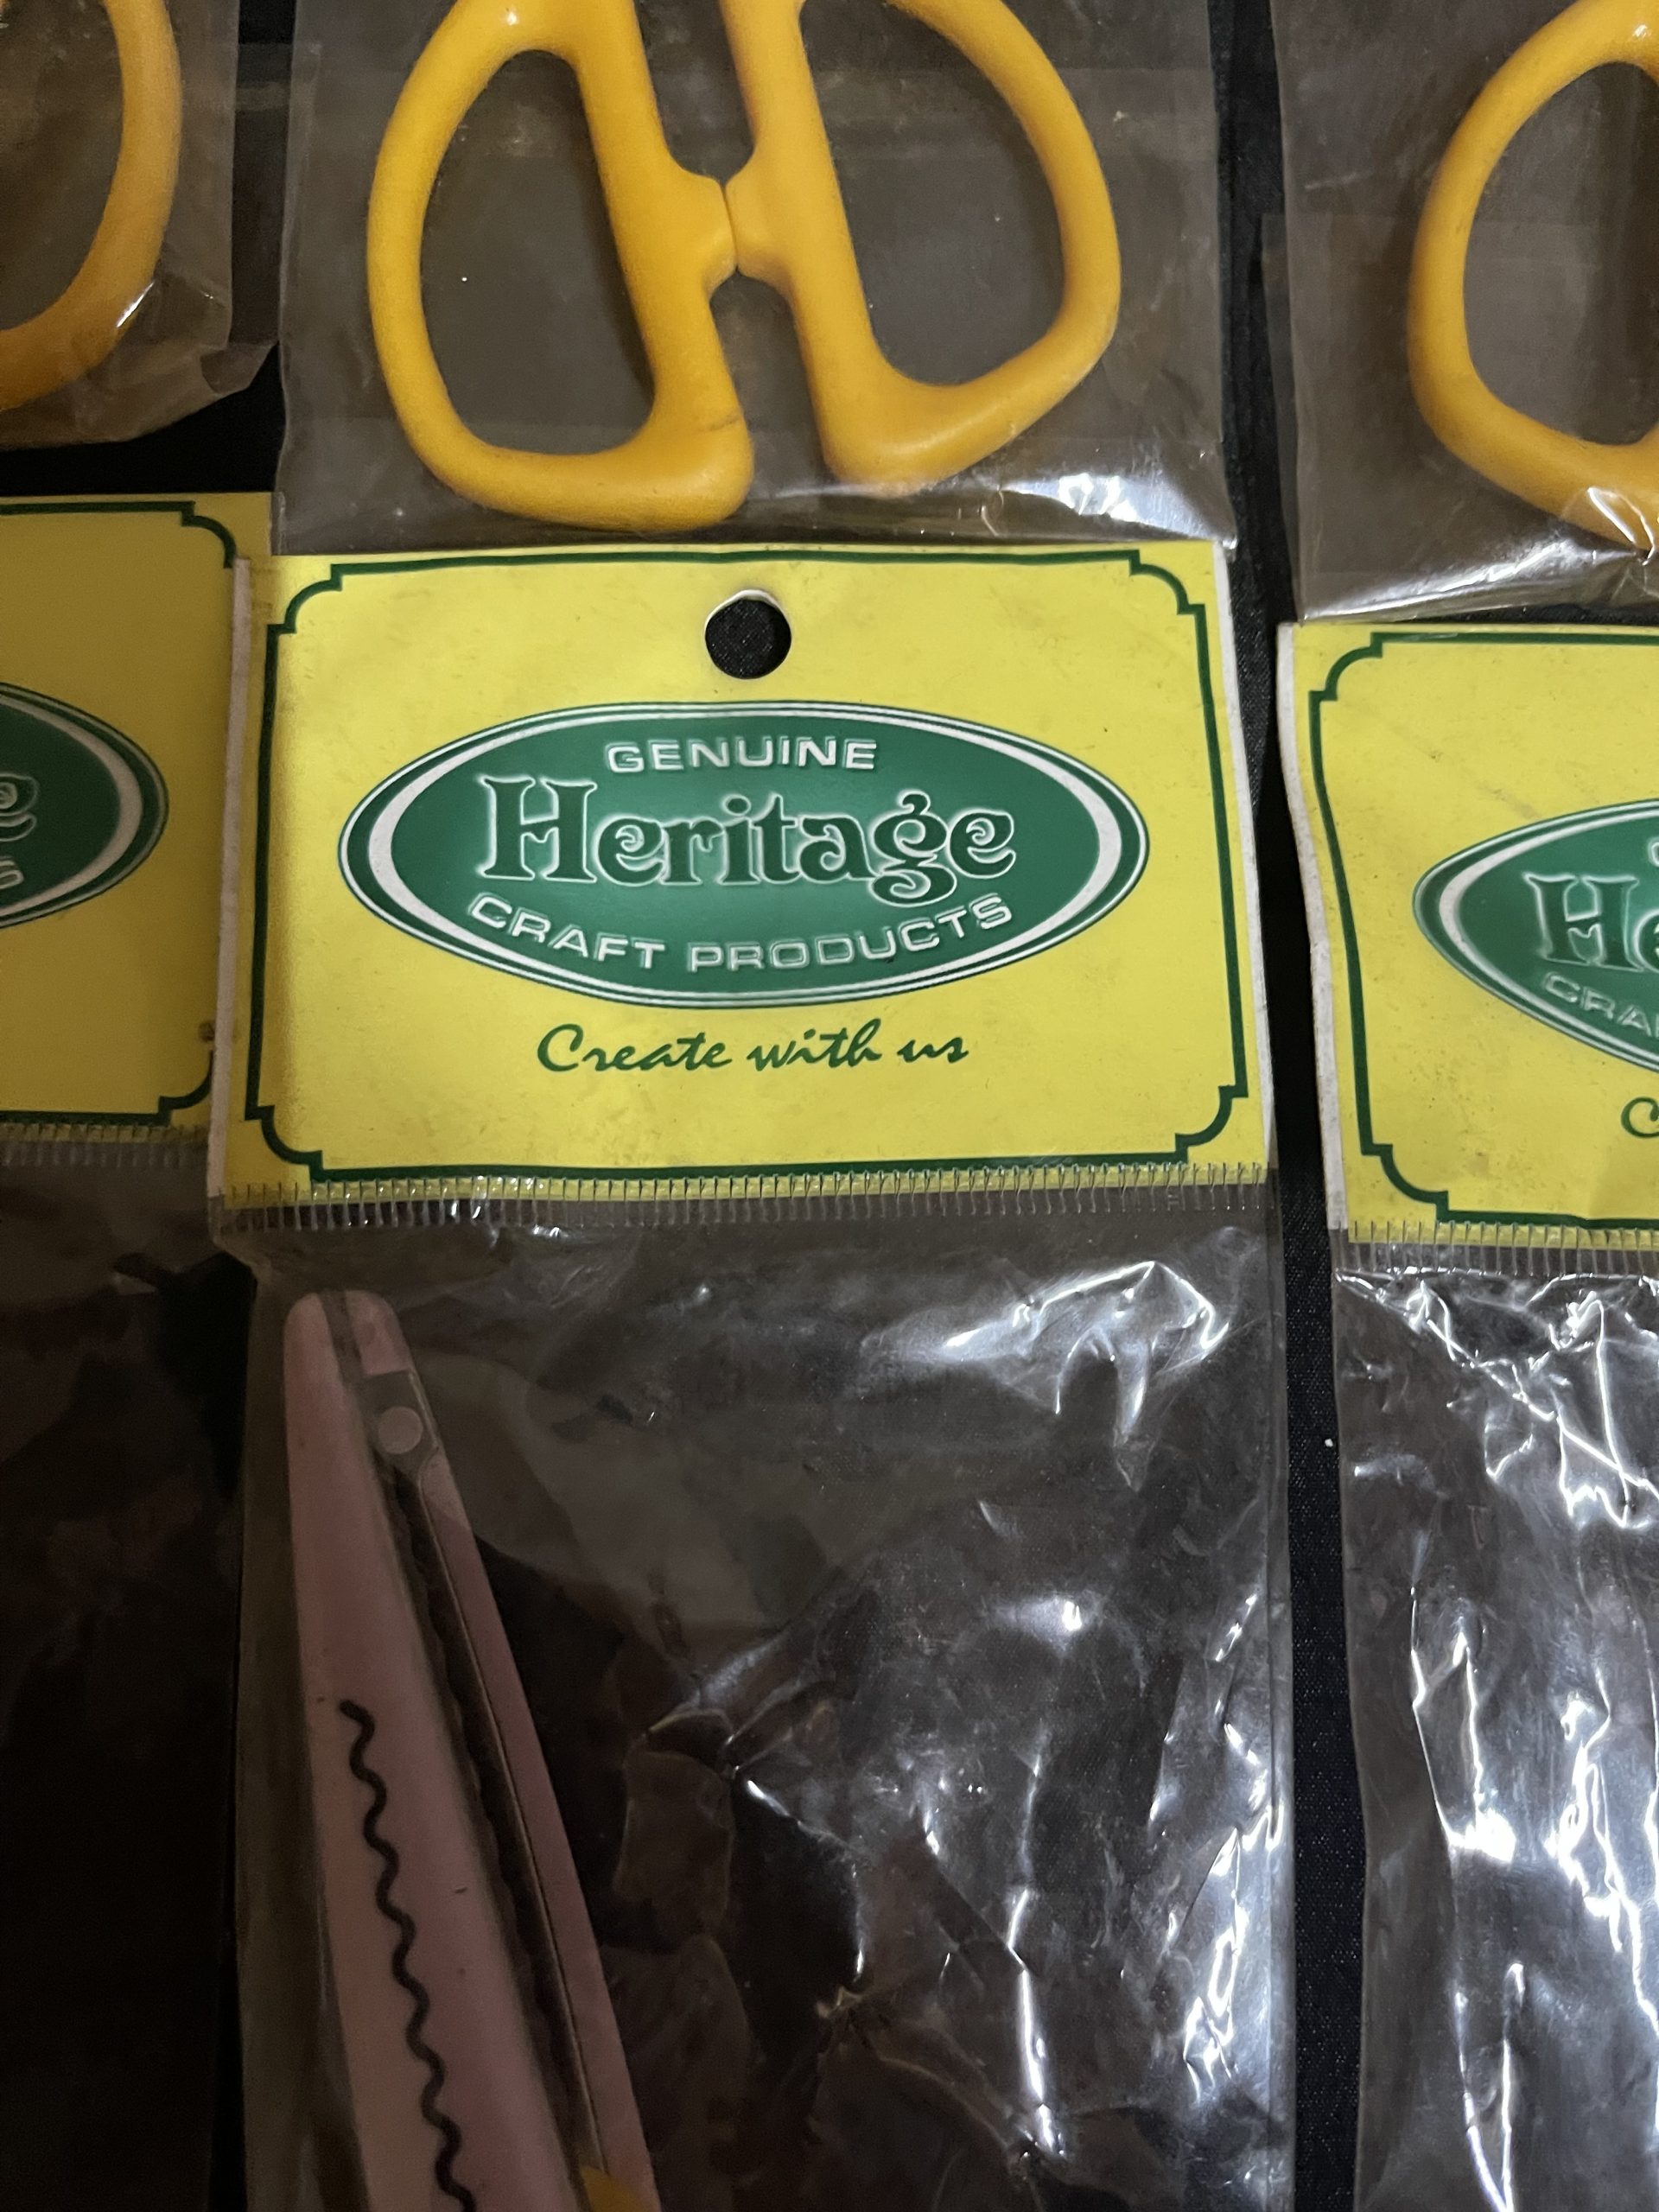 GENUINE
Heritage
CRAFT PRODUCTS
Create with us